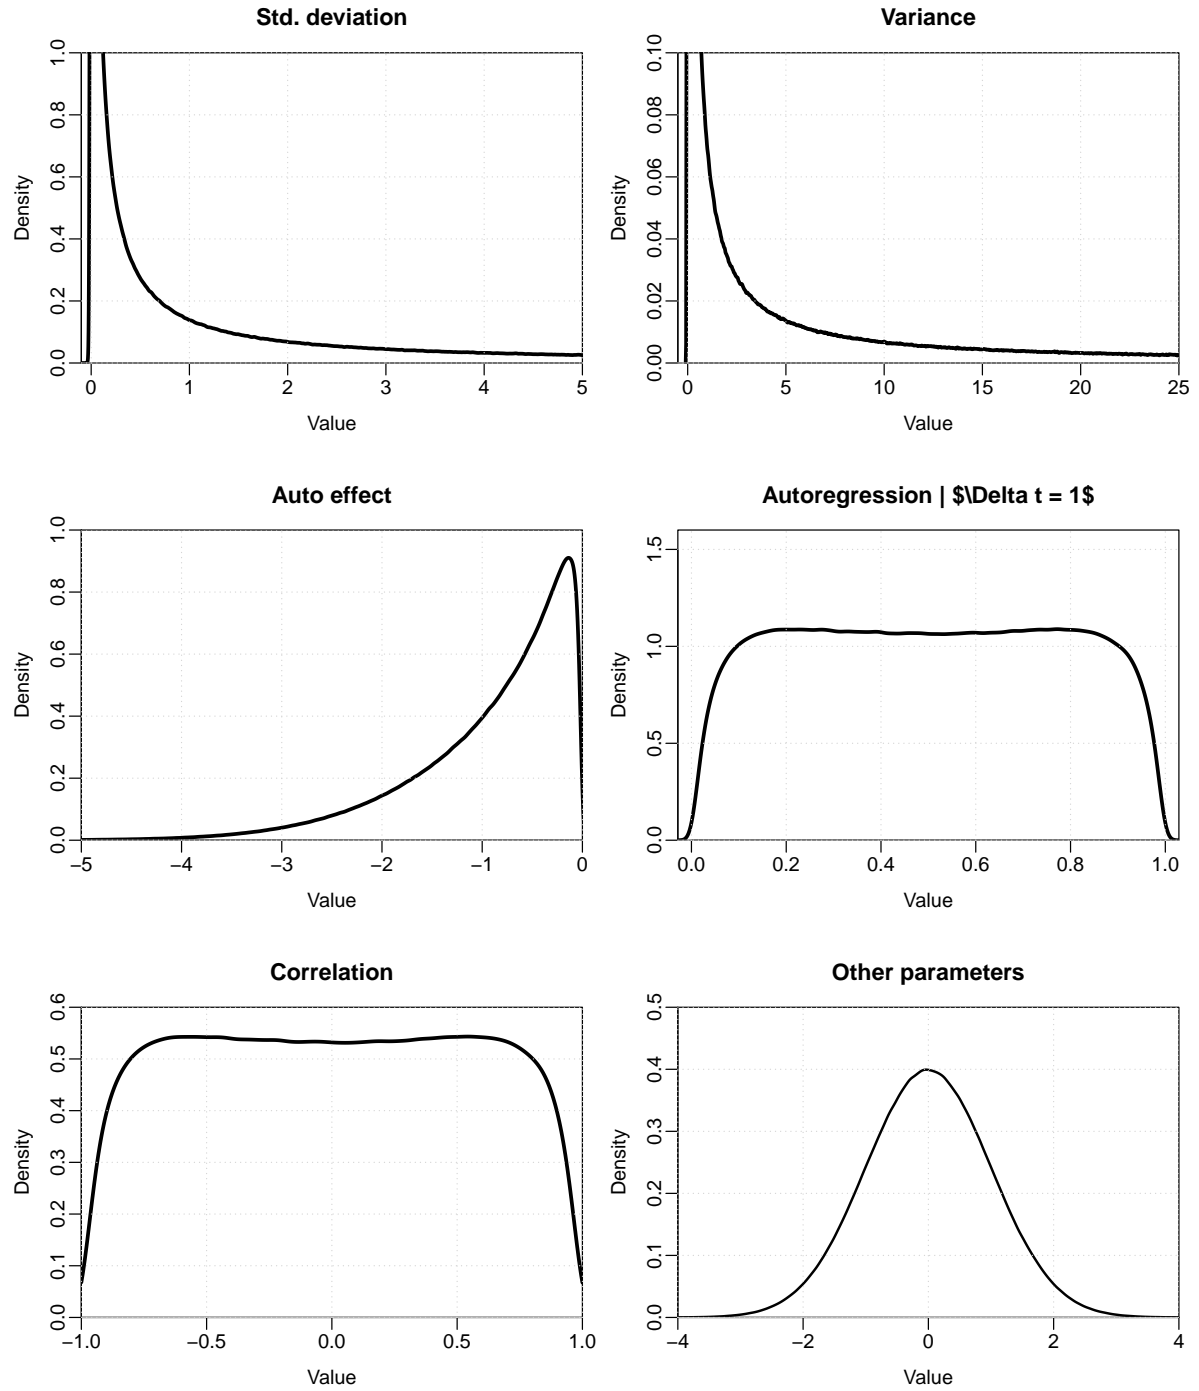 Std. deviation
Density
0.0 0.2 0.4 0.6 0.8 1.0
0 1 2 3 4 5
Value
Variance
Density
0.00 0.02 0.04 0.06 0.08 0.10
0 5 10 15 20 25
Value
Auto effect
Density
0.0 0.2 0.4 0.6 0.8 1.0
−5 −4 −3 −2 −1 0
Value
Autoregression | $\Delta t = 1$
Density
0.0 0.5 1.0 1.5
0.0 0.2 0.4 0.6 0.8 1.0
Value
Correlation
Density
0.0 0.1 0.2 0.3 0.4 0.5 0.6
−1.0 −0.5 0.0 0.5 1.0
Value
Other parameters
Density
0.0 0.1 0.2 0.3 0.4 0.5
−4 −2 0 2 4
Value